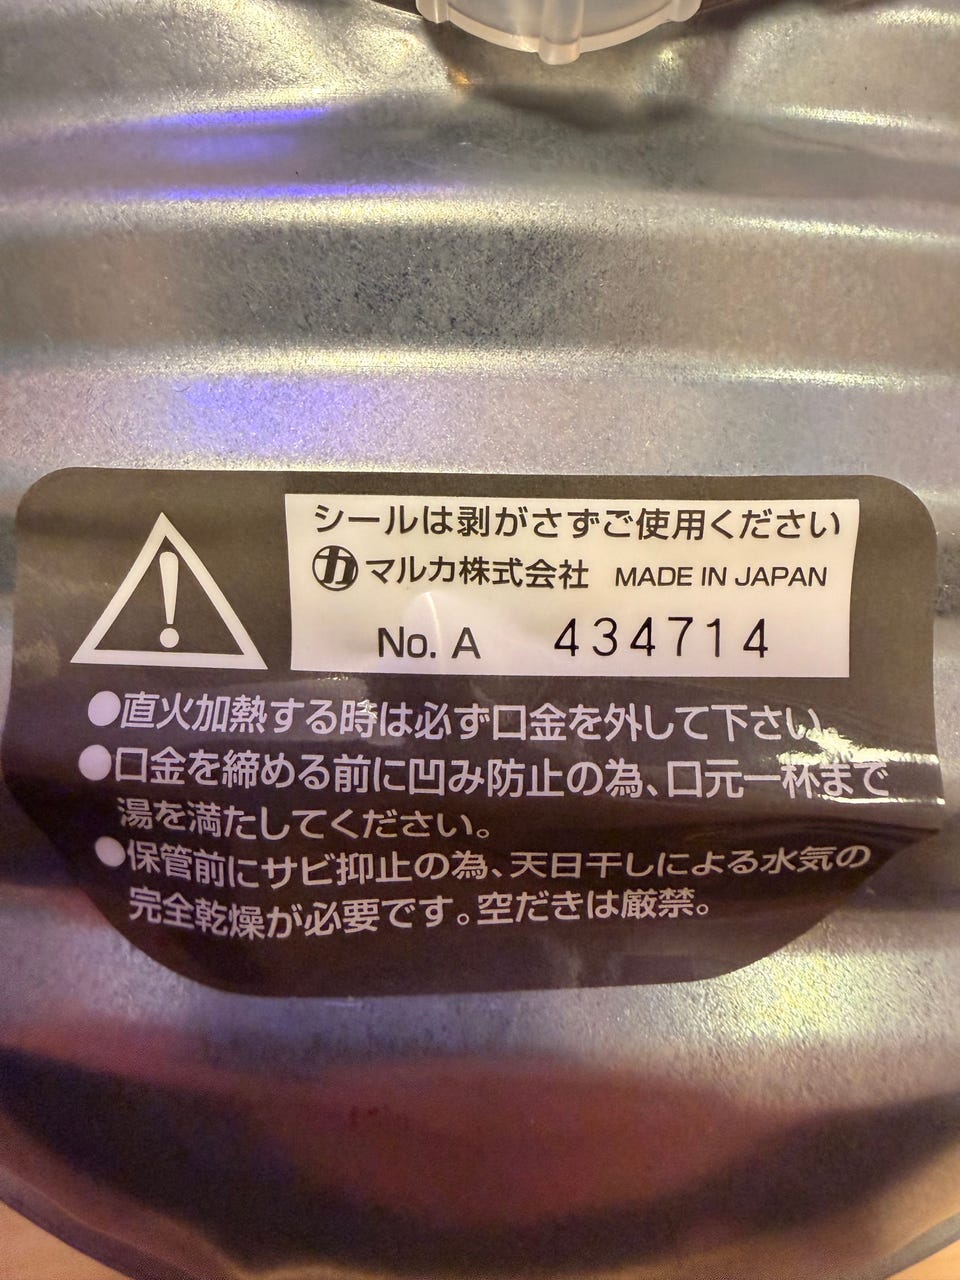 シールは剥がさずご使用ください
カ マルカ株式会社 MADE IN JAPAN
No. A 434714
●直火加熱する時は必ず口金を外して下さい。
●口金を締める前に凹み防止の為、口元一杯まで
湯を満たしてください。
●保管前にサビ抑止の為、天日干しによる水気の
完全乾燥が必要です。空だきは厳禁。